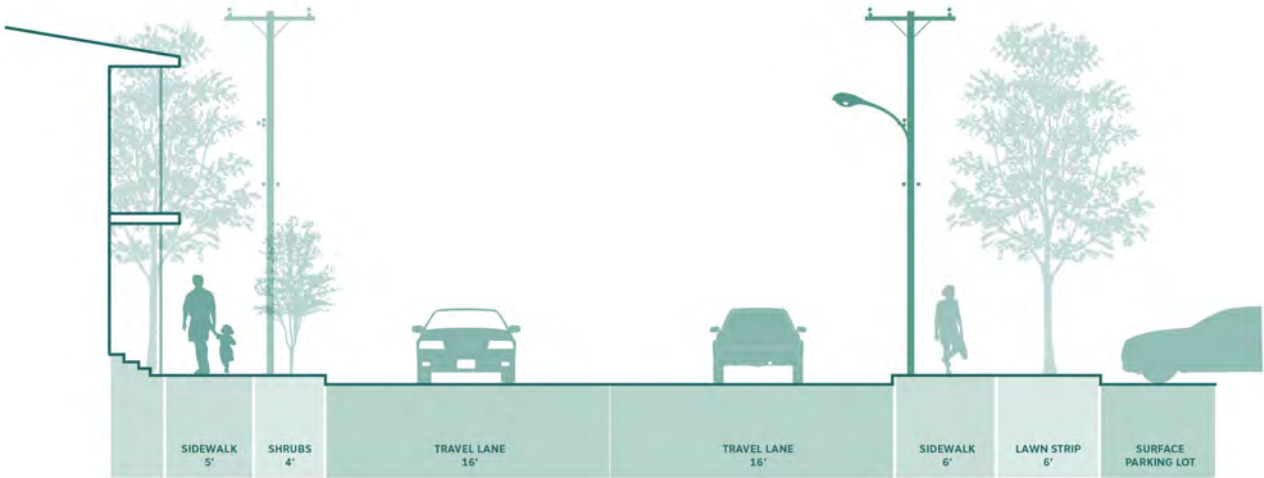 SIDEWALK
5'
SHRUBS
4'
TRAVEL LANE
16'
TRAVEL LANE
16'
SIDEWALK
6'
LAWN STRIP
6'
SURFACE
PARKING LOT